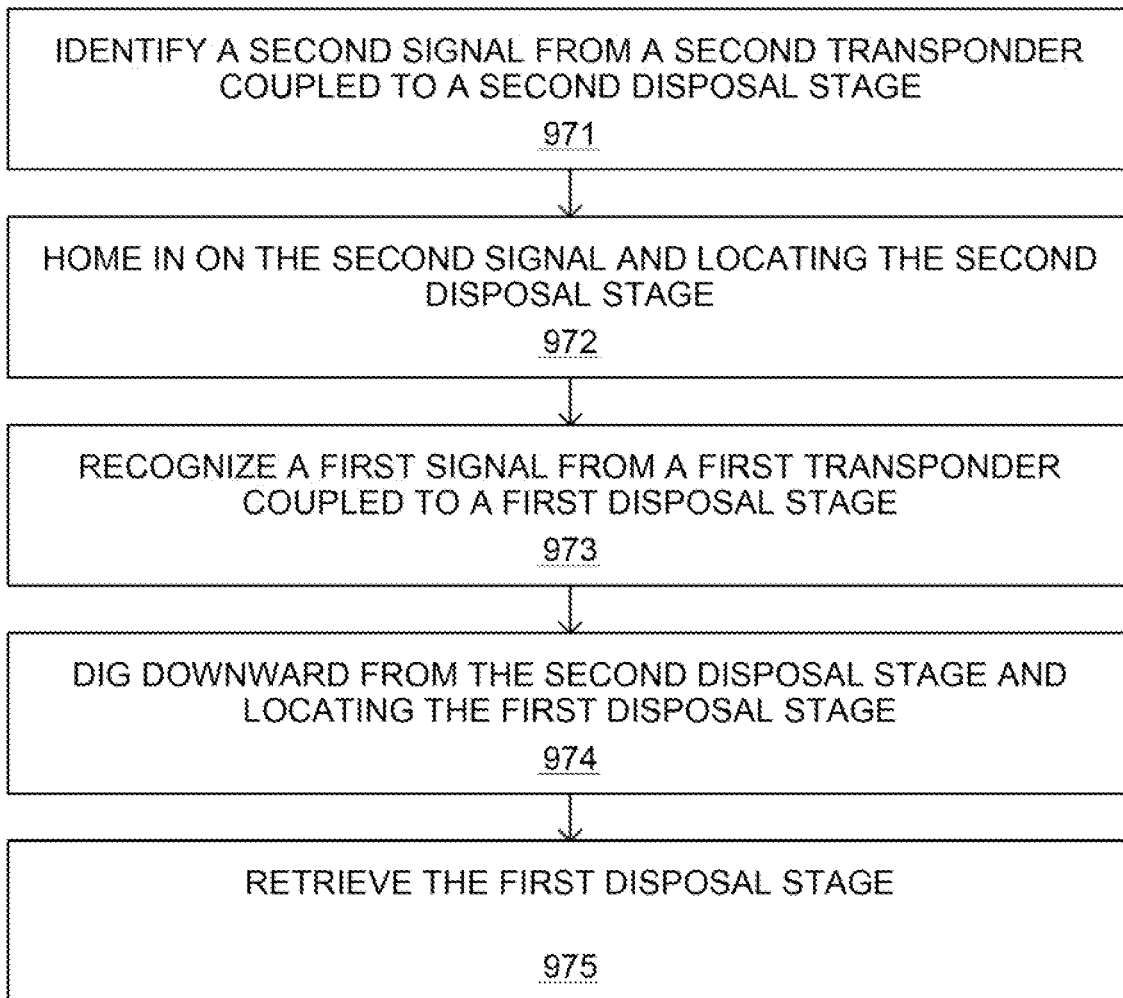 IDENTIFY A SECOND SIGNAL FROM A SECOND TRANSPONDER
COUPLED TO A SECOND DISPOSAL STAGE
971
HOME IN ON THE SECOND SIGNAL AND LOCATING THE SECOND
DISPOSAL STAGE
972
RECOGNIZE A FIRST SIGNAL FROM A FIRST TRANSPONDER
COUPLED TO A FIRST DISPOSAL STAGE
973
DIG DOWNWARD FROM THE SECOND DISPOSAL STAGE AND
LOCATING THE FIRST DISPOSAL STAGE
974
RETRIEVE THE FIRST DISPOSAL STAGE
975